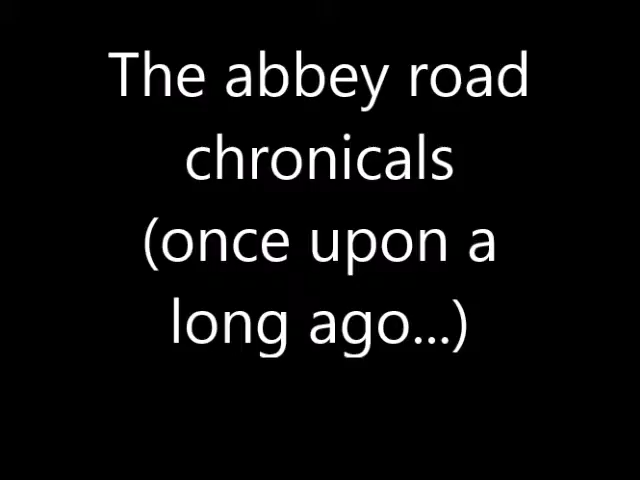 The abbey road
chronicals
(once upon a
long ago...)